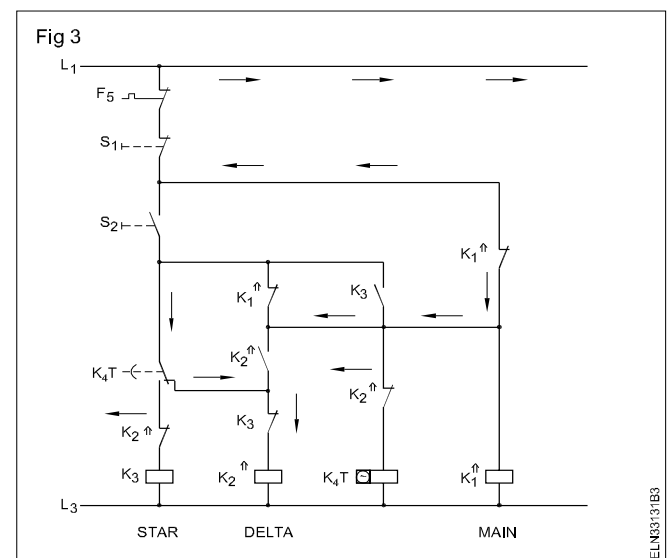 Fig 3
L1
F5
S1
S2
K1
K1
K3
K2
K4T
K2
K2
K3
K3
K2
K4T
K1
L3
STAR DELTA MAIN
ELN33131B3